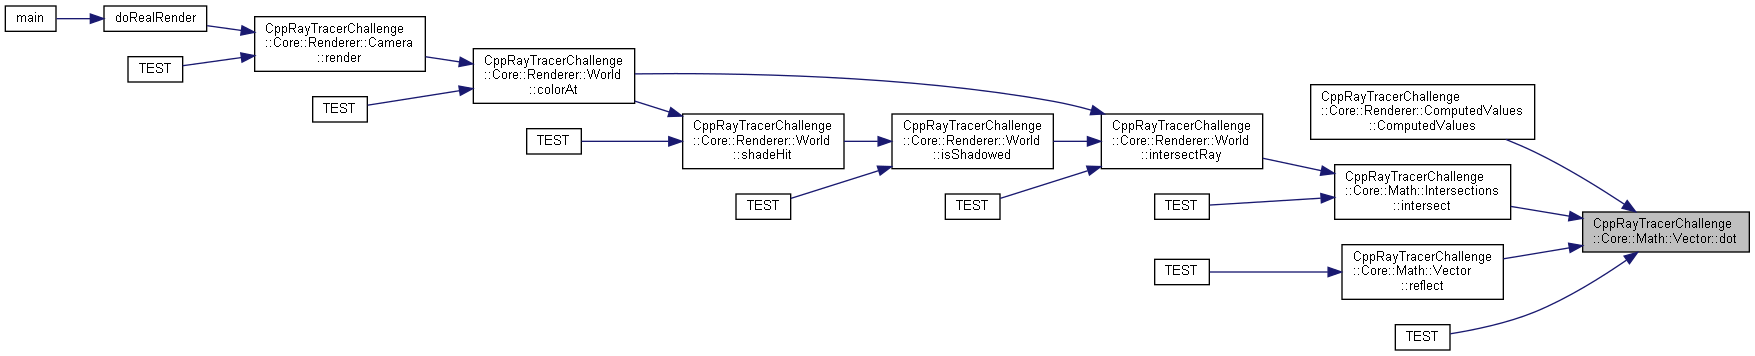 main
doRealRender
TEST
CppRayTracerChallenge
::Core::Renderer::Camera
::render
TEST
CppRayTracerChallenge
::Core::Renderer::World
::colorAt
TEST
CppRayTracerChallenge
::Core::Renderer::World
::shadeHit
TEST
CppRayTracerChallenge
::Core::Renderer::World
::isShadowed
TEST
CppRayTracerChallenge
::Core::Renderer::World
::intersectRay
TEST
TEST
CppRayTracerChallenge
::Core::Renderer::ComputedValues
::ComputedValues
CppRayTracerChallenge
::Core::Math::Intersections
::intersect
CppRayTracerChallenge
::Core::Math::Vector
::reflect
TEST
CppRayTracerChallenge
::Core::Math::Vector::dot